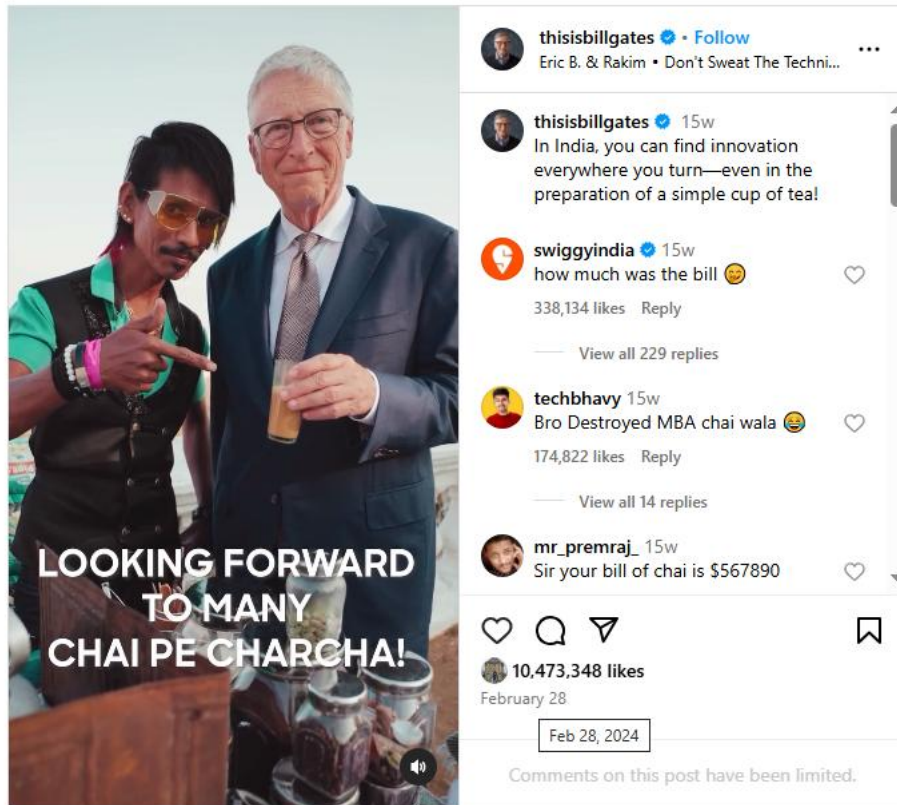 LOOKING FORWARD
TO MANY
CHAI PE CHARCHA!
thisisbillgates • Follow
Eric B. & Rakim • Don't Sweat The Techni...
thisisbillgates 15w
In India, you can find innovation
everywhere you turn—even in the
preparation of a simple cup of tea!
swiggyindia 15w
how much was the bill 😄
338,134 likes Reply
View all 229 replies
techbhavy 15w
Bro Destroyed MBA chai wala 😂
174,822 likes Reply
View all 14 replies
mr_premraj_ 15w
Sir your bill of chai is $567890
10,473,348 likes
February 28
Feb 28, 2024
Comments on this post have been limited.